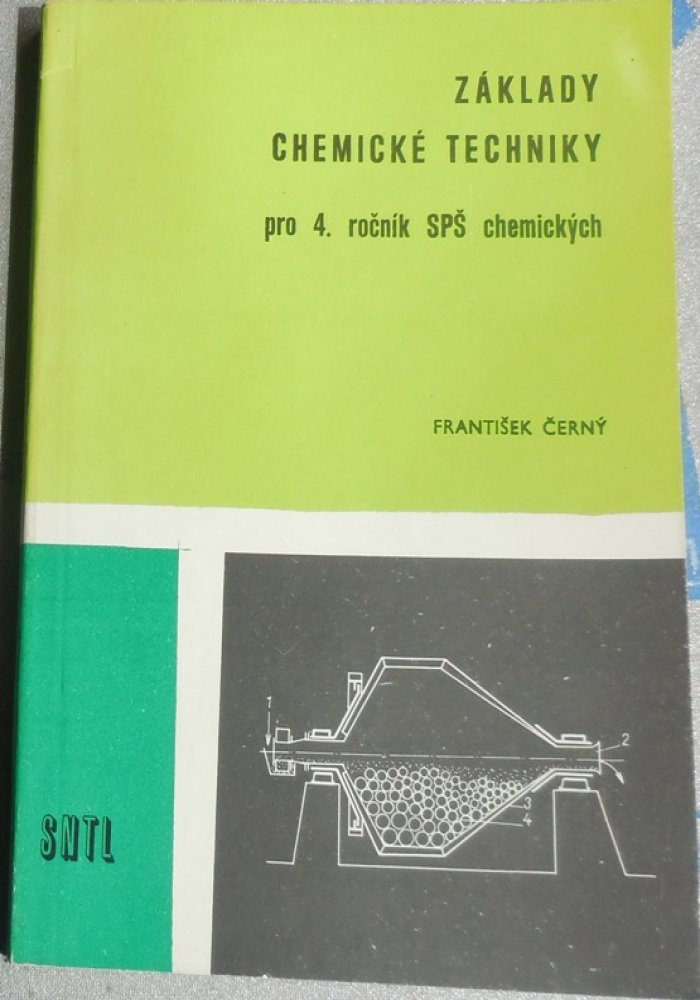 ZÁKLADY
CHEMICKÉ TECHNIKY
pro 4. ročník SPŠ chemických
FRANTIŠEK ČERNÝ
1
2
3
4
SNTL